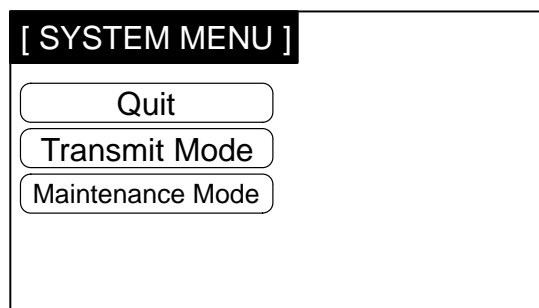 [ SYSTEM MENU ]
Quit
Transmit Mode
Maintenance Mode